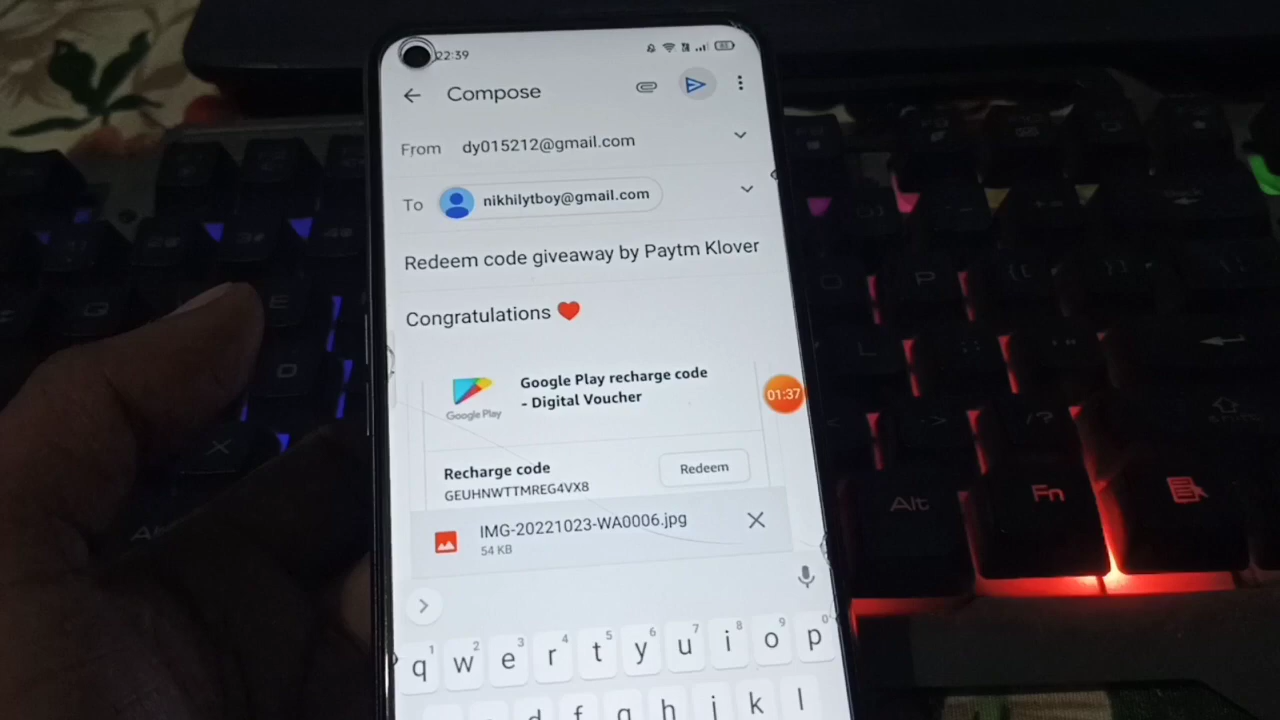 22:39
Compose
From dy015212@gmail.com
To nikhilytboy@gmail.com
Redeem code giveaway by Paytm Klover
Congratulations ❤️
Google Play
Google Play recharge code
- Digital Voucher
01:37
Recharge code
Redeem
GEUHNWTTMREG4VX8
IMG-20221023-WA0006.jpg
54 KB
1 2 3 4 5 6 7 8 9 0
q w e r t y u i o p
d f g h j k l
E
P
X
Alt
Fn